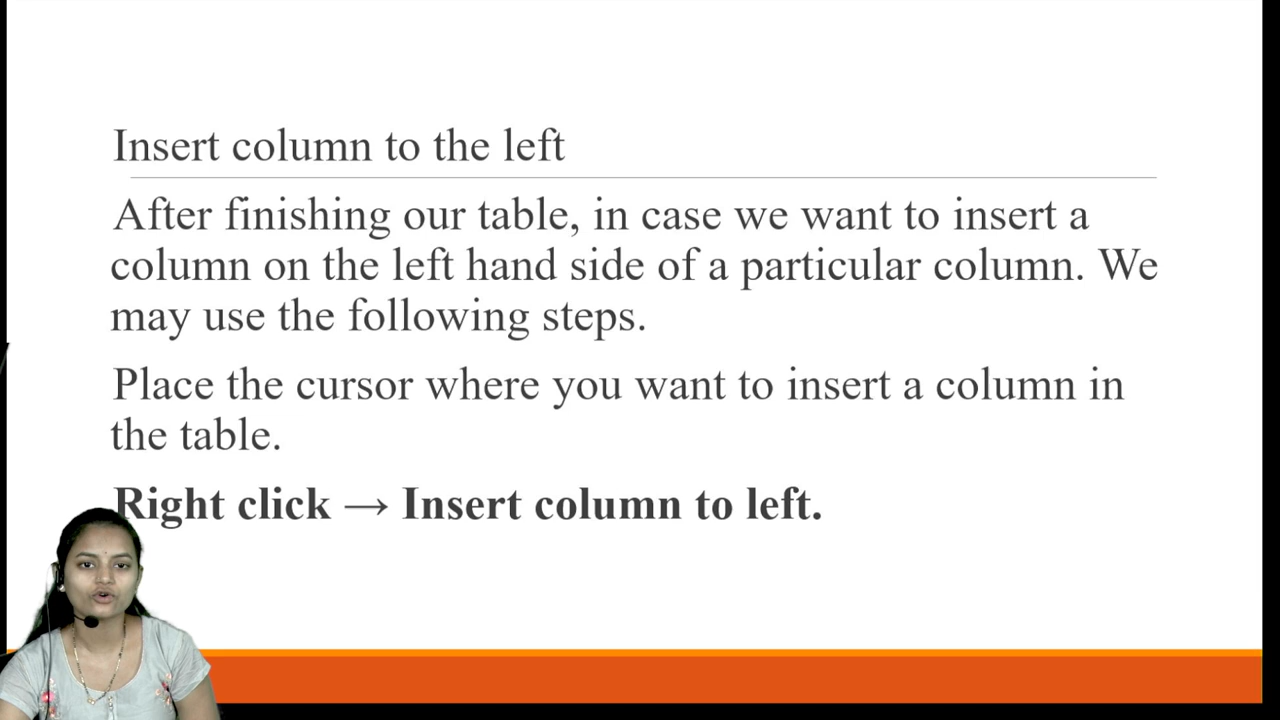 Insert column to the left
After finishing our table, in case we want to insert a
column on the left hand side of a particular column. We
may use the following steps.
Place the cursor where you want to insert a column in
the table.
Right click → Insert column to left.